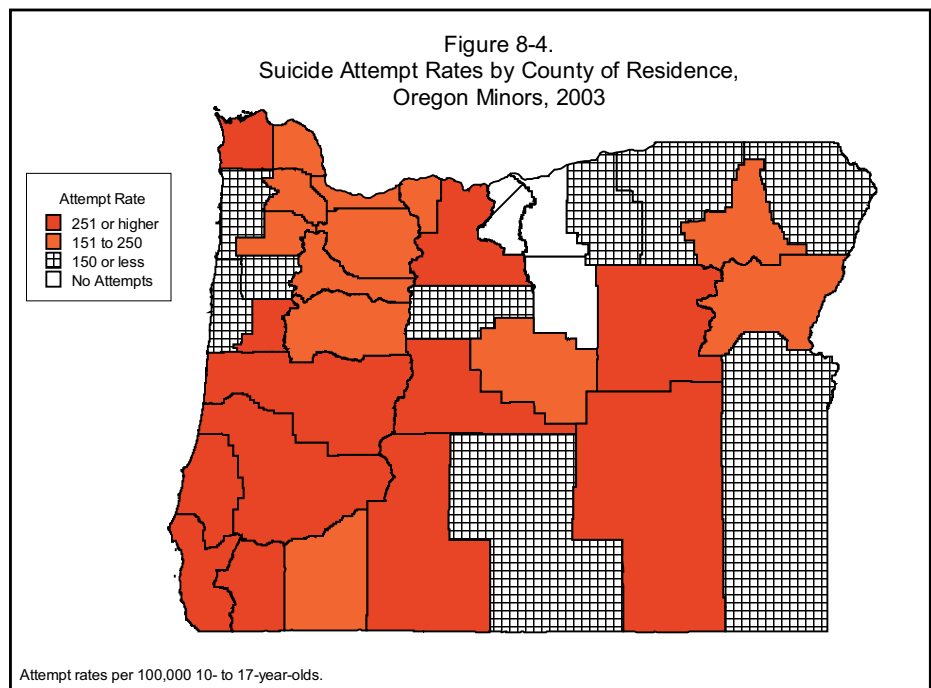 Figure 8-4.
Suicide Attempt Rates by County of Residence,
Oregon Minors, 2003
Attempt Rate
251 or higher
151 to 250
150 or less
No Attempts
Attempt rates per 100,000 10- to 17-year-olds.